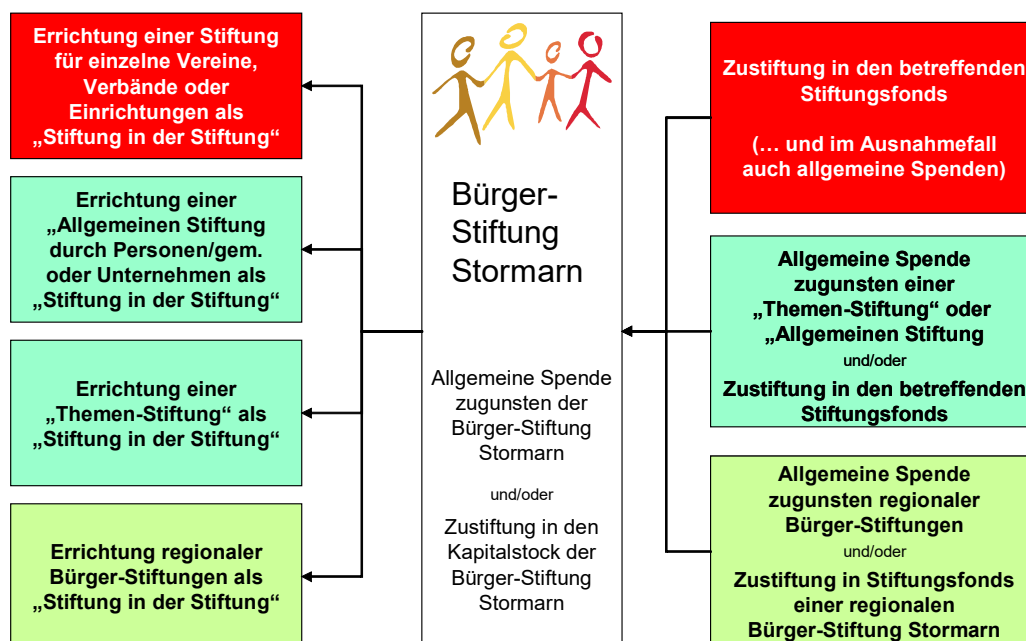 Errichtung einer Stiftung
für einzelne Vereine,
Verbände oder
Einrichtungen als
„Stiftung in der Stiftung“
Errichtung einer
„Allgemeinen Stiftung
durch Personen/gem.
oder Unternehmen als
„Stiftung in der Stiftung“
Errichtung einer
„Themen-Stiftung“ als
„Stiftung in der Stiftung“
Errichtung regionaler
Bürger-Stiftungen als
„Stiftung in der Stiftung“
Bürger-
Stiftung
Stormarn
Allgemeine Spende
zugunsten der
Bürger-Stiftung
Stormarn
und/oder
Zustiftung in den
Kapitalstock der
Bürger-Stiftung
Stormarn
Zustiftung in den betreffenden
Stiftungsfonds
(… und im Ausnahmefall
auch allgemeine Spenden)
Allgemeine Spende
zugunsten einer
„Themen-Stiftung“ oder
„Allgemeinen Stiftung
und/oder
Zustiftung in den betreffenden
Stiftungsfonds
Allgemeine Spende
zugunsten regionaler
Bürger-Stiftungen
und/oder
Zustiftung in Stiftungsfonds
einer regionalen
Bürger-Stiftung Stormarn